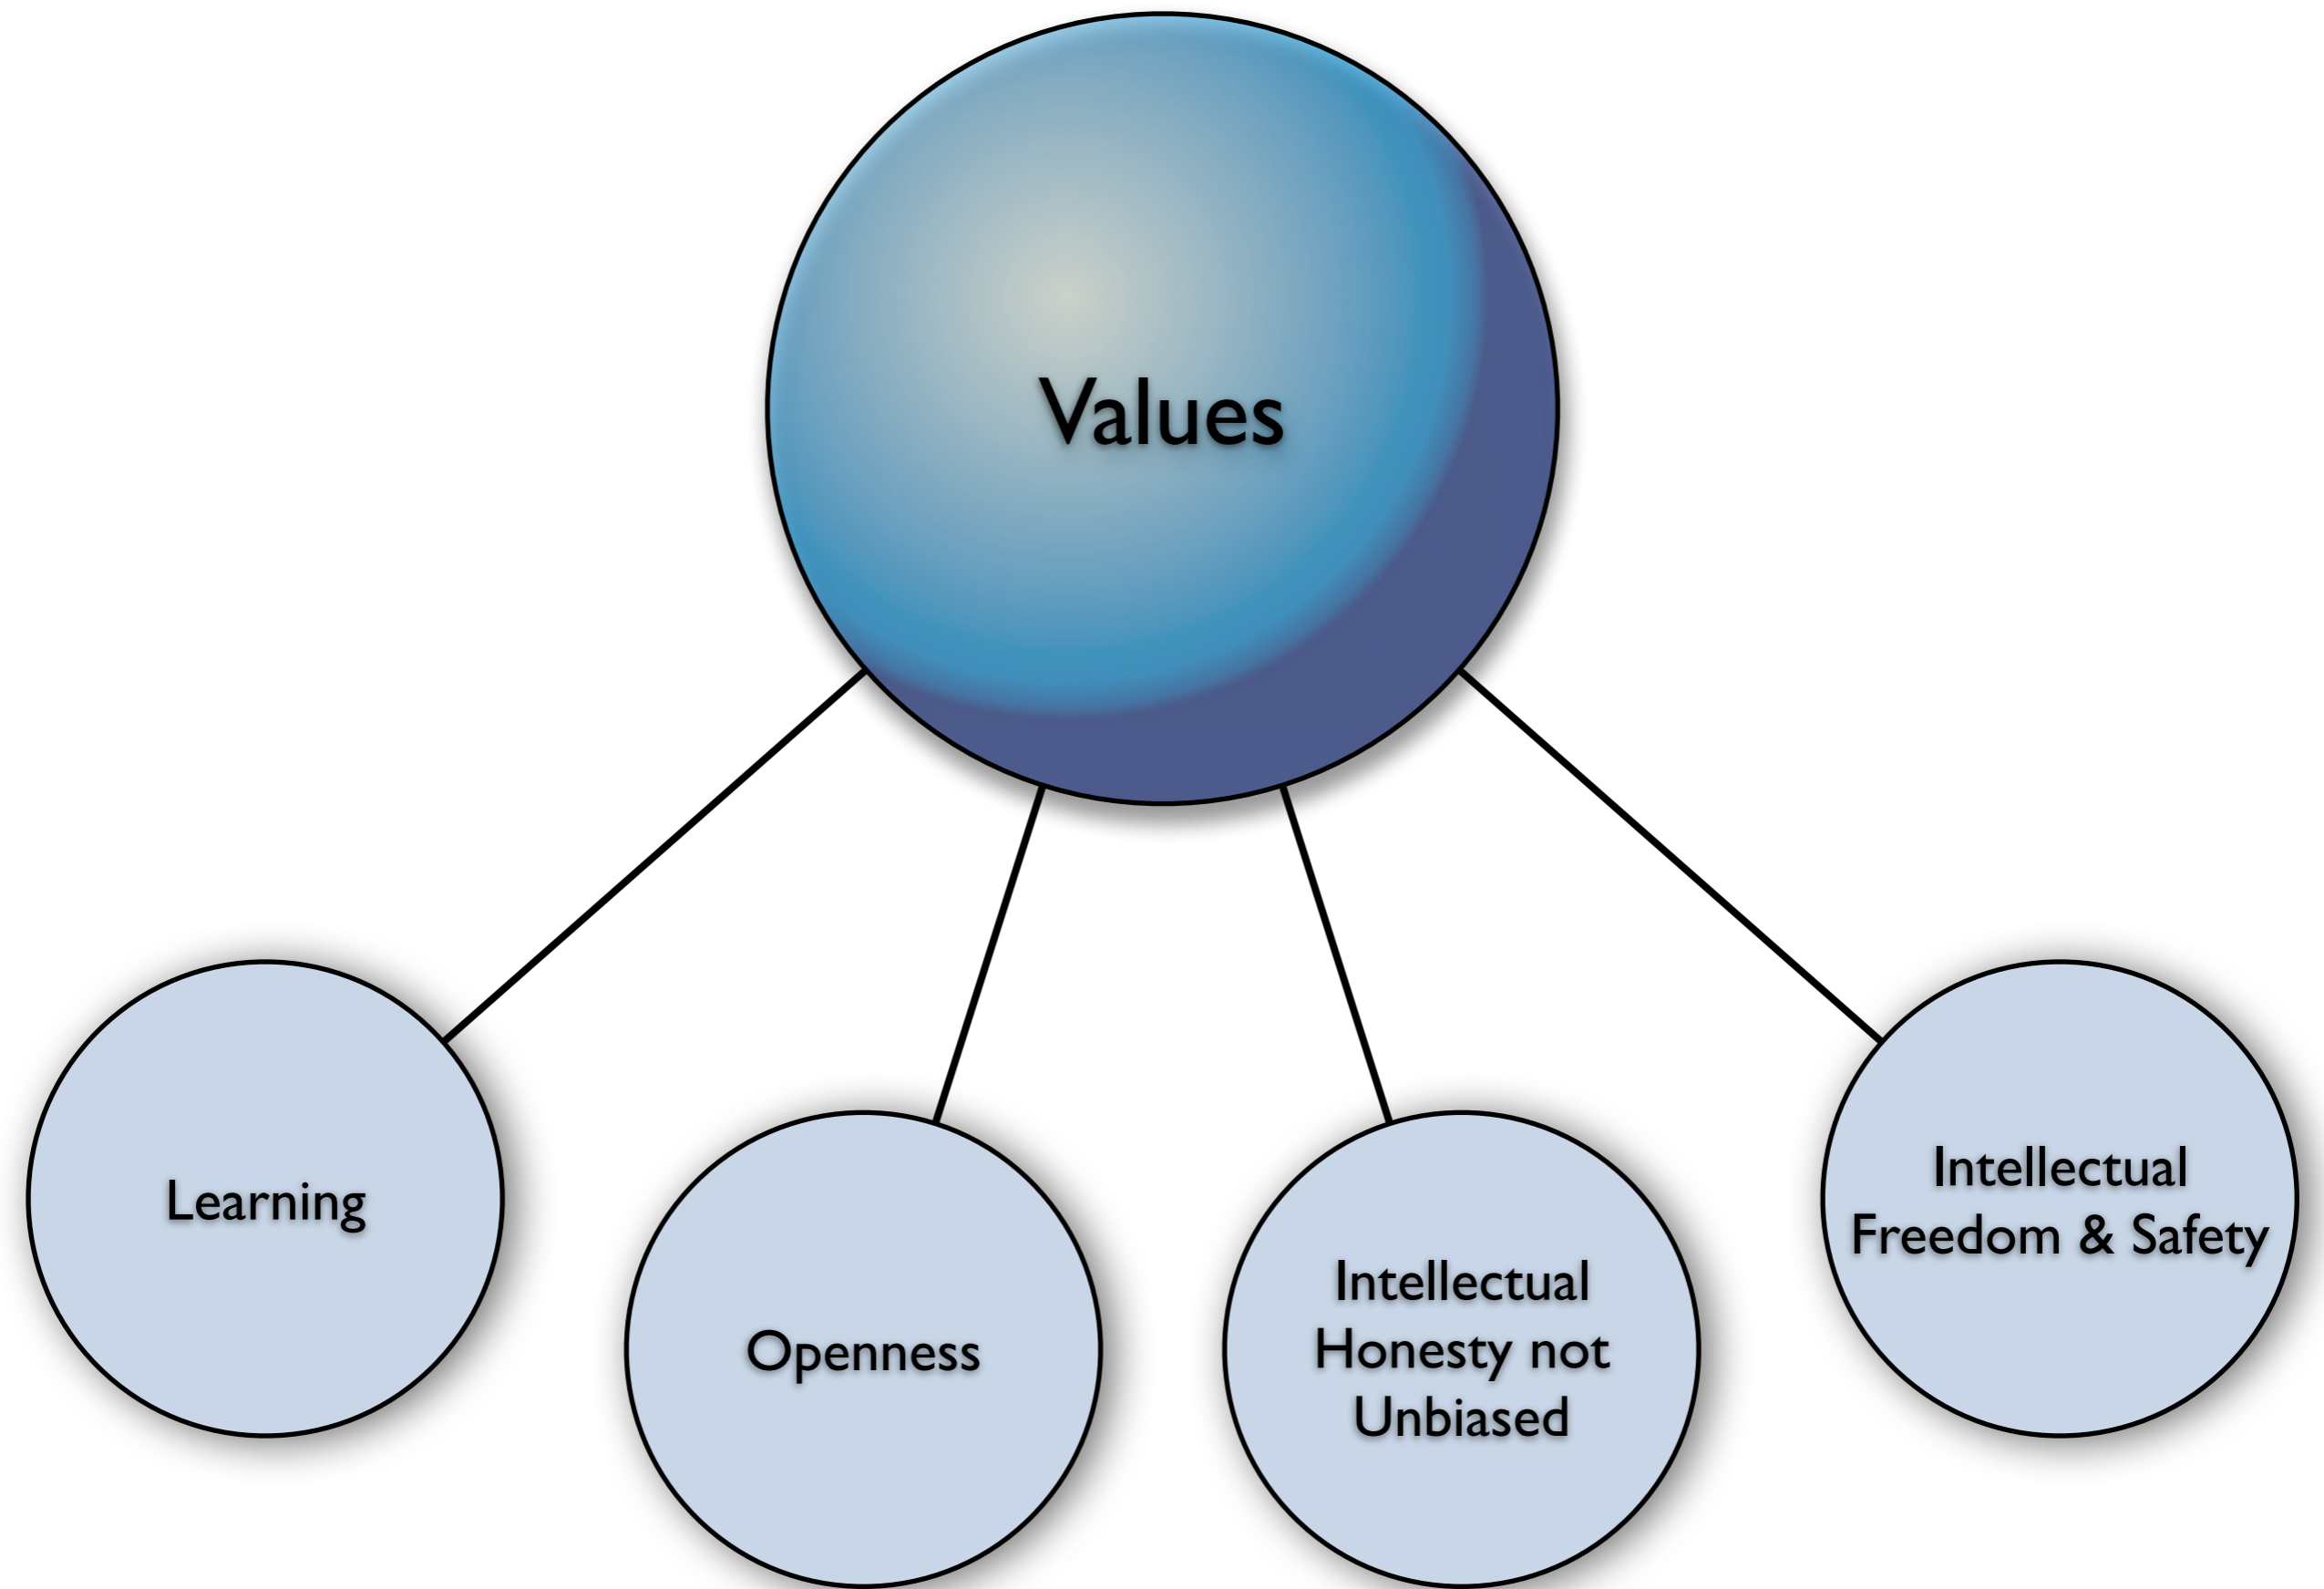 Values
Learning
Openness
Intellectual
Honesty not
Unbiased
Intellectual
Freedom & Safety